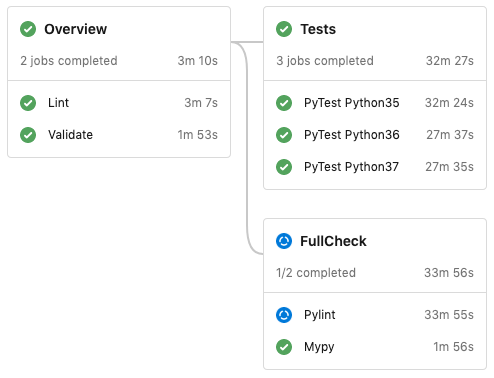 Overview
2 jobs completed 3m 10s
Lint 3m 7s
Validate 1m 53s
Tests
3 jobs completed 32m 27s
PyTest Python35 32m 24s
PyTest Python36 27m 37s
PyTest Python37 27m 35s
FullCheck
1/2 completed 33m 56s
Pylint 33m 55s
Mypy 1m 56s